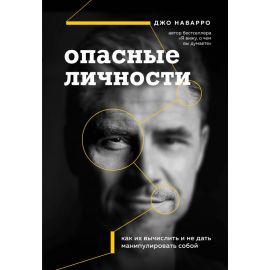 ДЖО НАВАРРО
автор бестселлера
«Я вижу, о чем
вы думаете»
опасные
личности
как их вычислить и не дать
манипулировать собой